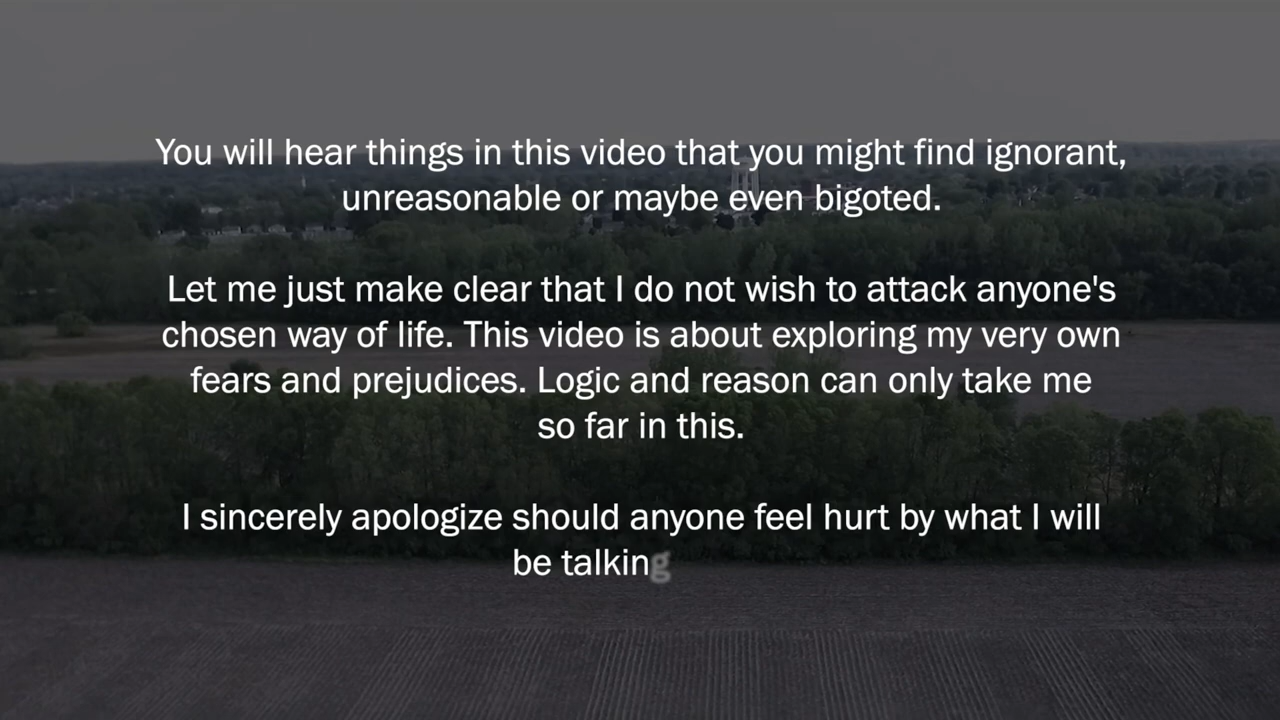 You will hear things in this video that you might find ignorant,
unreasonable or maybe even bigoted.
Let me just make clear that I do not wish to attack anyone's
chosen way of life. This video is about exploring my very own
fears and prejudices. Logic and reason can only take me
so far in this.
I sincerely apologize should anyone feel hurt by what I will
be talking